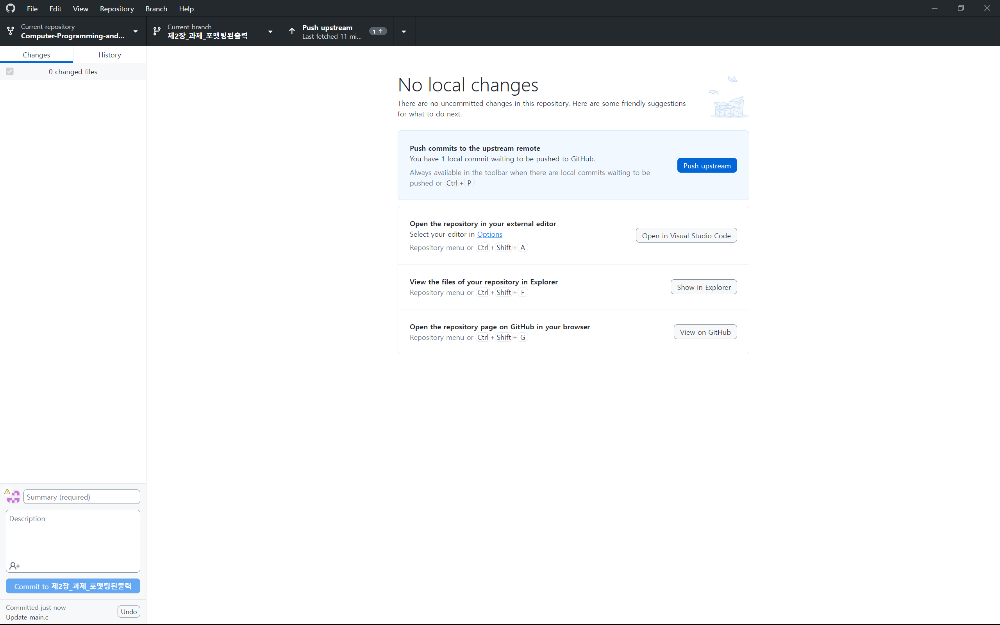 File Edit View Repository Branch Help
Current repository
Computer-Programming-and...
Current branch
제2장_과제_포맷팅된출력
Push upstream
Last fetched 11 mi...
1
Changes History
0 changed files
No local changes
There are no uncommitted changes in this repository. Here are some friendly suggestions
for what to do next.
Push commits to the upstream remote
You have 1 local commit waiting to be pushed to GitHub.
Always available in the toolbar when there are local commits waiting to be
pushed or Ctrl + P
Push upstream
Open the repository in your external editor
Select your editor in Options
Repository menu or Ctrl + Shift + A
Open in Visual Studio Code
View the files of your repository in Explorer
Repository menu or Ctrl + Shift + F
Show in Explorer
Open the repository page on GitHub in your browser
Repository menu or Ctrl + Shift + G
View on GitHub
Summary (required)
Description
Commit to 제2장_과제_포맷팅된출력
Committed just now
Update main.c
Undo